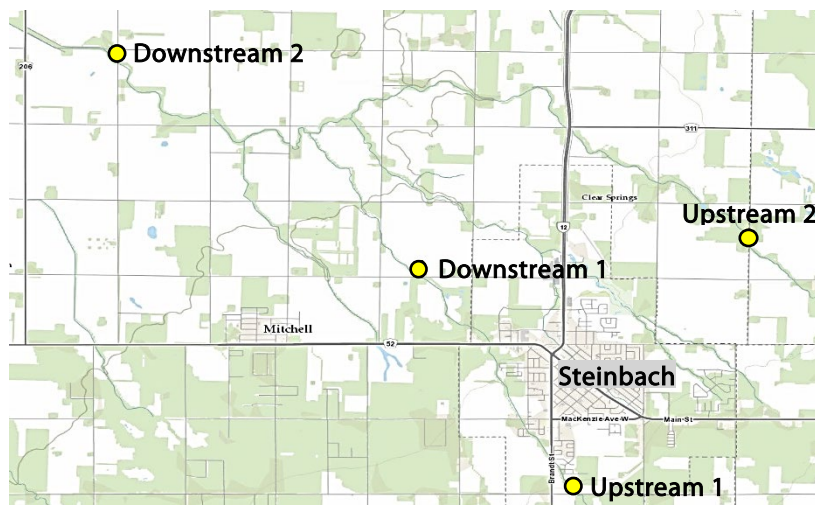 Downstream 2
206
311
Clear Springs
Upstream 2
12
Downstream 1
Mitchell
52
Steinbach
MacKenzie Ave W
Main St
Brandt St
Upstream 1